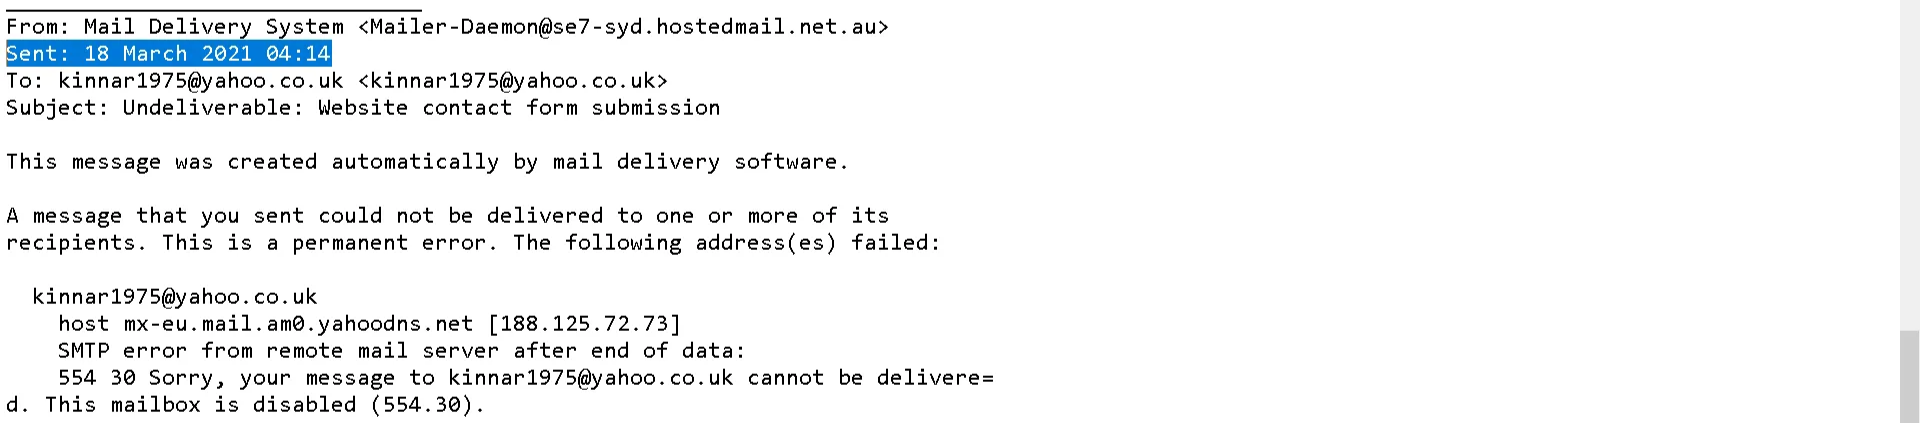 From: Mail Delivery System <Mailer-Daemon@se7-syd.hostedmail.net.au>
Sent: 18 March 2021 04:14
To: kinnar1975@yahoo.co.uk <kinnar1975@yahoo.co.uk>
Subject: Undeliverable: Website contact form submission
This message was created automatically by mail delivery software.
A message that you sent could not be delivered to one or more of its
recipients. This is a permanent error. The following address(es) failed:
kinnar1975@yahoo.co.uk
host mx-eu.mail.am0.yahoodns.net [188.125.72.73]
SMTP error from remote mail server after end of data:
554 30 Sorry, your message to kinnar1975@yahoo.co.uk cannot be delivere=
d. This mailbox is disabled (554.30).